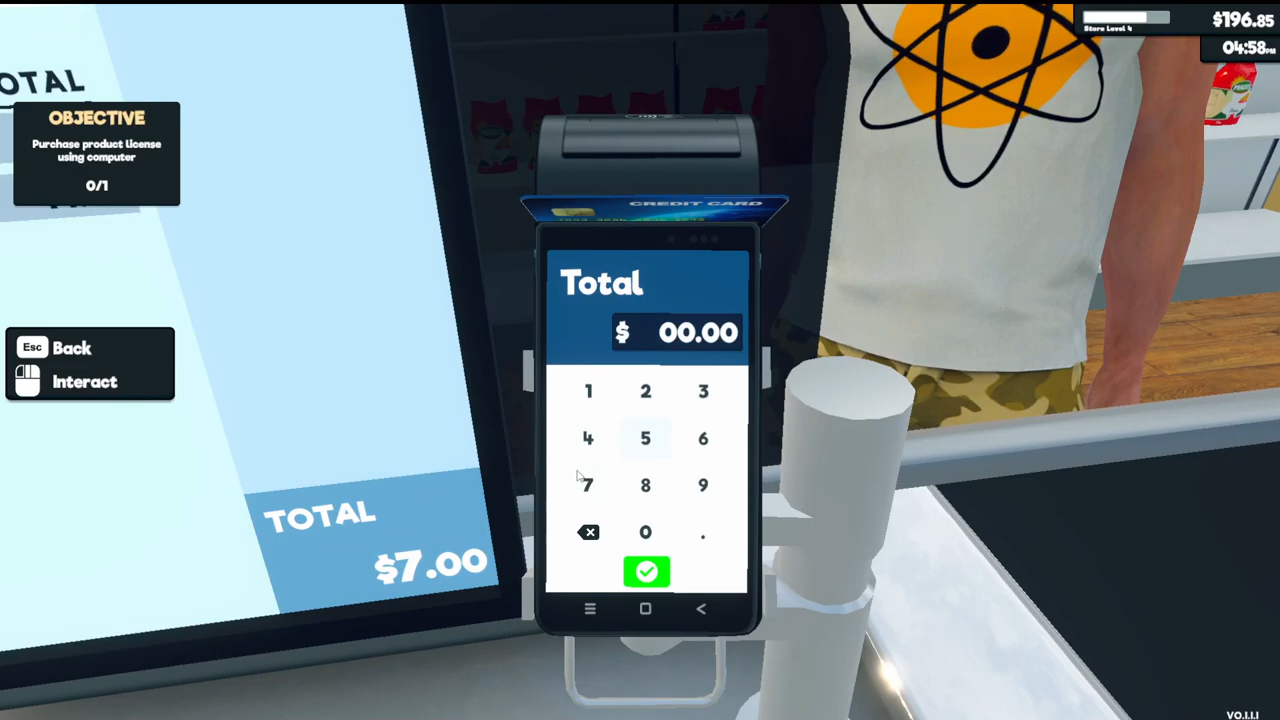 OTAL
OBJECTIVE
Purchase product license
using computer
0/1
Esc Back
Interact
TOTAL
$7.00
CREDIT CARD
Total
$ 00.00
1 2 3
4 5 6
7 8 9
0 .
$196.85
Store Level 4
04:58PM
V0.1.1.1